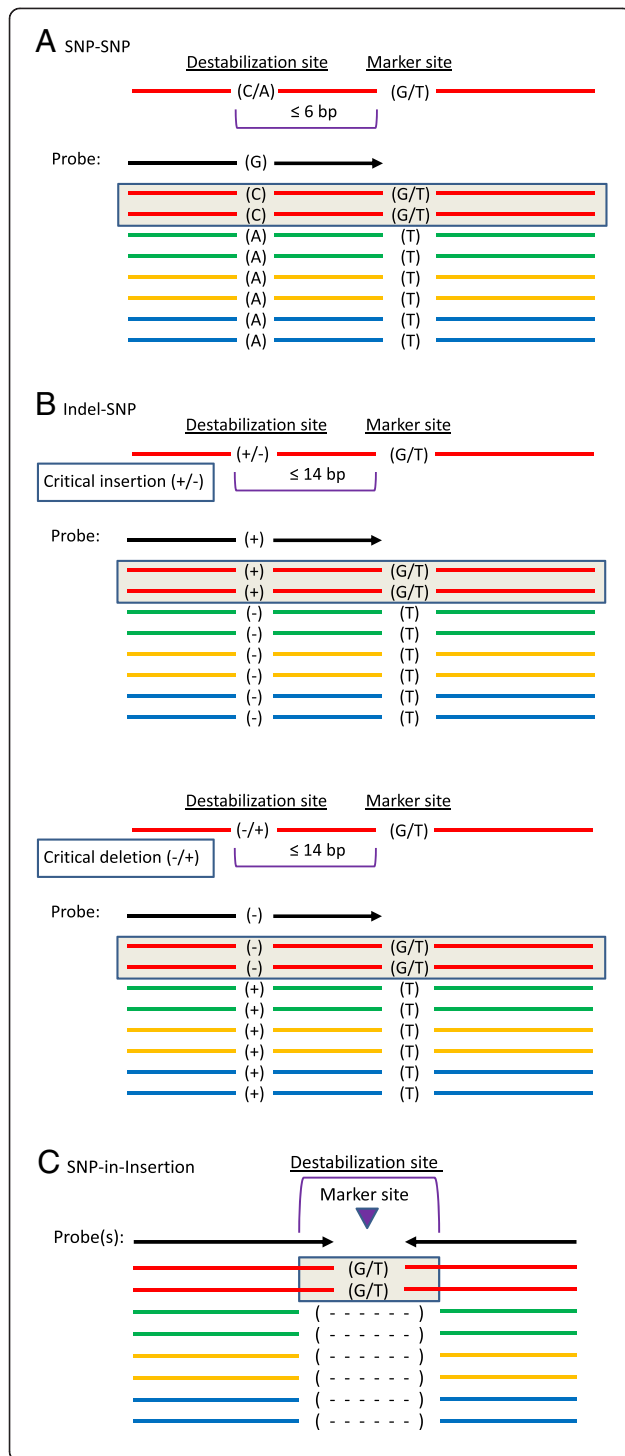 A SNP-SNP
Destabilization site Marker site
(C/A) (G/T)
≤ 6 bp
Probe: (G)
(C) (G/T)
(C) (G/T)
(A) (T)
(A) (T)
(A) (T)
(A) (T)
(A) (T)
(A) (T)
B Indel-SNP
Destabilization site Marker site
(+/-) (G/T)
Critical insertion (+/-) ≤ 14 bp
Probe: (+)
(+) (G/T)
(+) (G/T)
(-) (T)
(-) (T)
(-) (T)
(-) (T)
(-) (T)
(-) (T)
Destabilization site Marker site
(-/+) (G/T)
Critical deletion (-/+) ≤ 14 bp
Probe: (-)
(-) (G/T)
(-) (G/T)
(+) (T)
(+) (T)
(+) (T)
(+) (T)
(+) (T)
(+) (T)
C SNP-in-Insertion Destabilization site
Marker site
Probe(s):
(G/T)
(G/T)
( - - - - - - )
( - - - - - - )
( - - - - - - )
( - - - - - - )
( - - - - - - )
( - - - - - - )